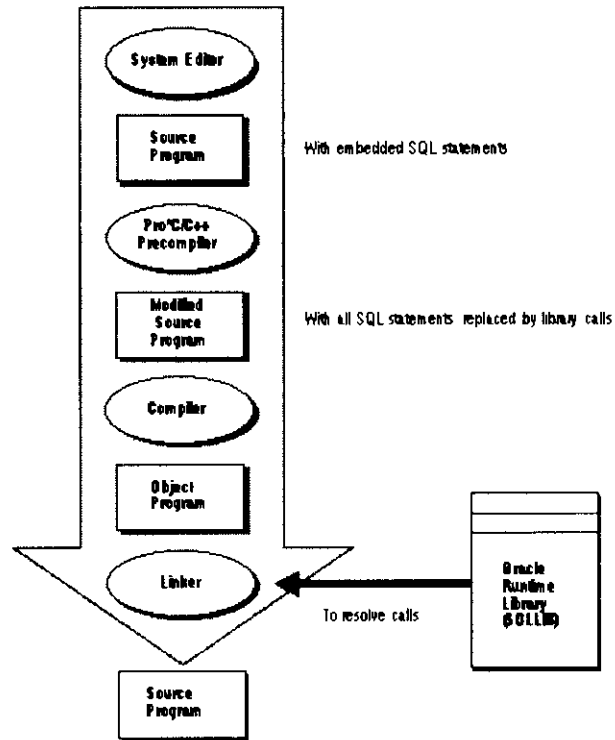 System Editor
Source
Program
With embedded SQL statements
Pro*C/C++
Precompiler
Modified
Source
Program
With all SQL statements replaced by library calls
Compiler
Object
Program
Linker
To resolve calls
Oracle
Runtime
Library
Source
Program